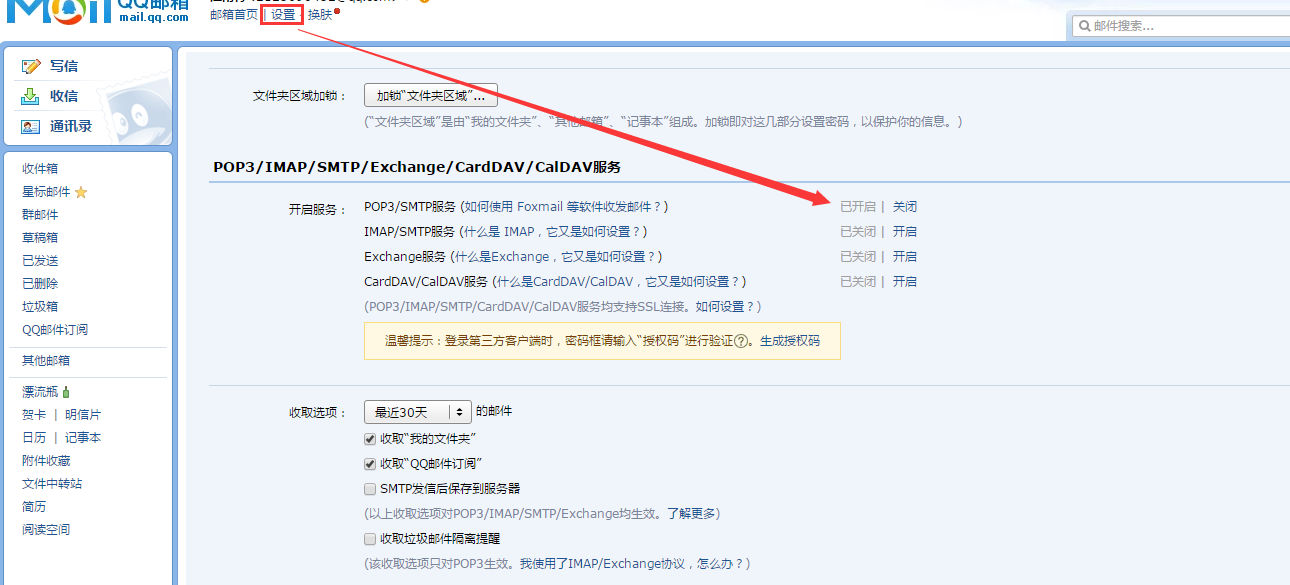 Mail QQ邮箱
mail.qq.com
邮箱首页 | 设置 - 换肤
邮件搜索...
写信
收信
通讯录
收件箱
星标邮件
群邮件
草稿箱
已发送
已删除
垃圾箱
QQ邮件订阅
其他邮箱
漂流瓶
贺卡 | 明信片
日历 | 记事本
附件收藏
文件中转站
简历
阅读空间
文件夹区域加锁： 加锁“文件夹区域”...
(“文件夹区域”是由“我的文件夹”、“其他邮箱”、“记事本”组成。加锁即对这几部分设置密码，以保护你的信息。)
POP3/IMAP/SMTP/Exchange/CardDAV/CalDAV服务
开启服务： POP3/SMTP服务 (如何使用 Foxmail 等软件收发邮件？) 已开启 | 关闭
IMAP/SMTP服务 (什么是 IMAP，它又是如何设置？) 已关闭 | 开启
Exchange服务 (什么是Exchange，它又是如何设置？) 已关闭 | 开启
CardDAV/CalDAV服务 (什么是CardDAV/CalDAV，它又是如何设置？) 已关闭 | 开启
(POP3/IMAP/SMTP/CardDAV/CalDAV服务均支持SSL连接。如何设置？)
温馨提示：登录第三方客户端时，密码框请输入“授权码”进行验证?。生成授权码
收取选项： 最近30天 的邮件
收取“我的文件夹”
收取“QQ邮件订阅”
SMTP发信后保存到服务器
(以上收取选项对POP3/IMAP/SMTP/Exchange均生效。了解更多)
收取垃圾邮件隔离提醒
(该收取选项只对POP3生效。我使用了IMAP/Exchange协议，怎么办？)